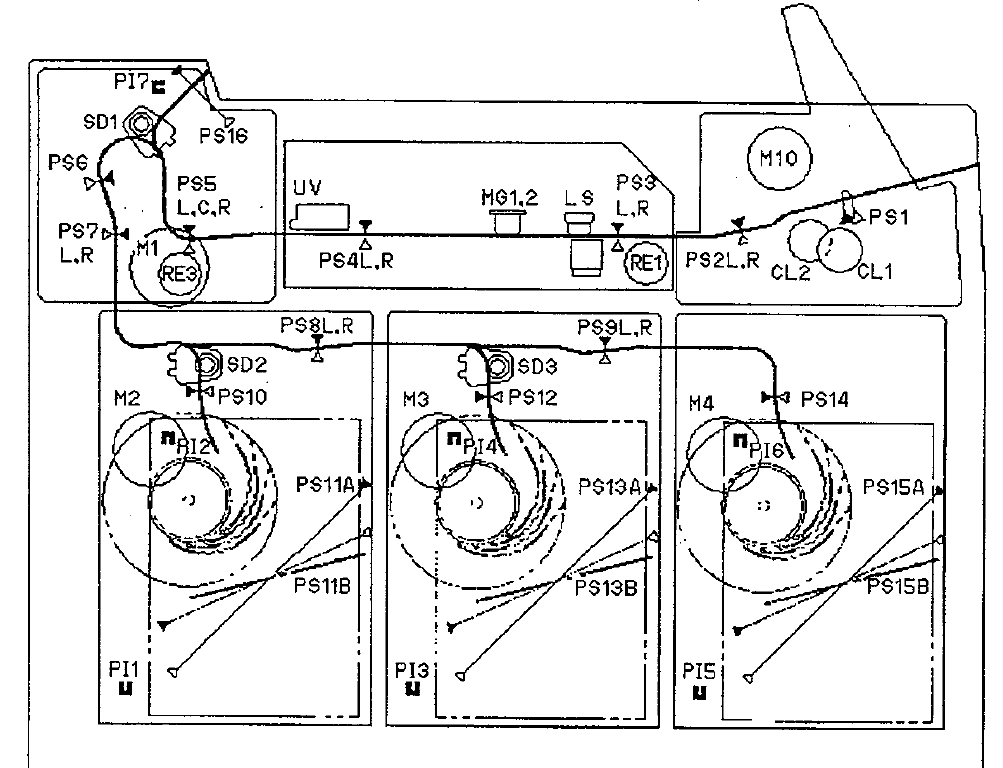 PI7
SD1
PS16
PS6
PS5
L,C,R
PS7
L,R
M1
RE3
UV
PS4L,R
MG1,2
LS
PS3
L,R
RE1
M10
PS1
PS2L,R
CL2
CL1
PS8L,R
PS9L,R
SD2
PS10
SD3
PS12
PS14
M2
PI2
M3
PI4
M4
PI6
PS11A
PS13A
PS15A
PS11B
PS13B
PS15B
PI1
PI3
PI5